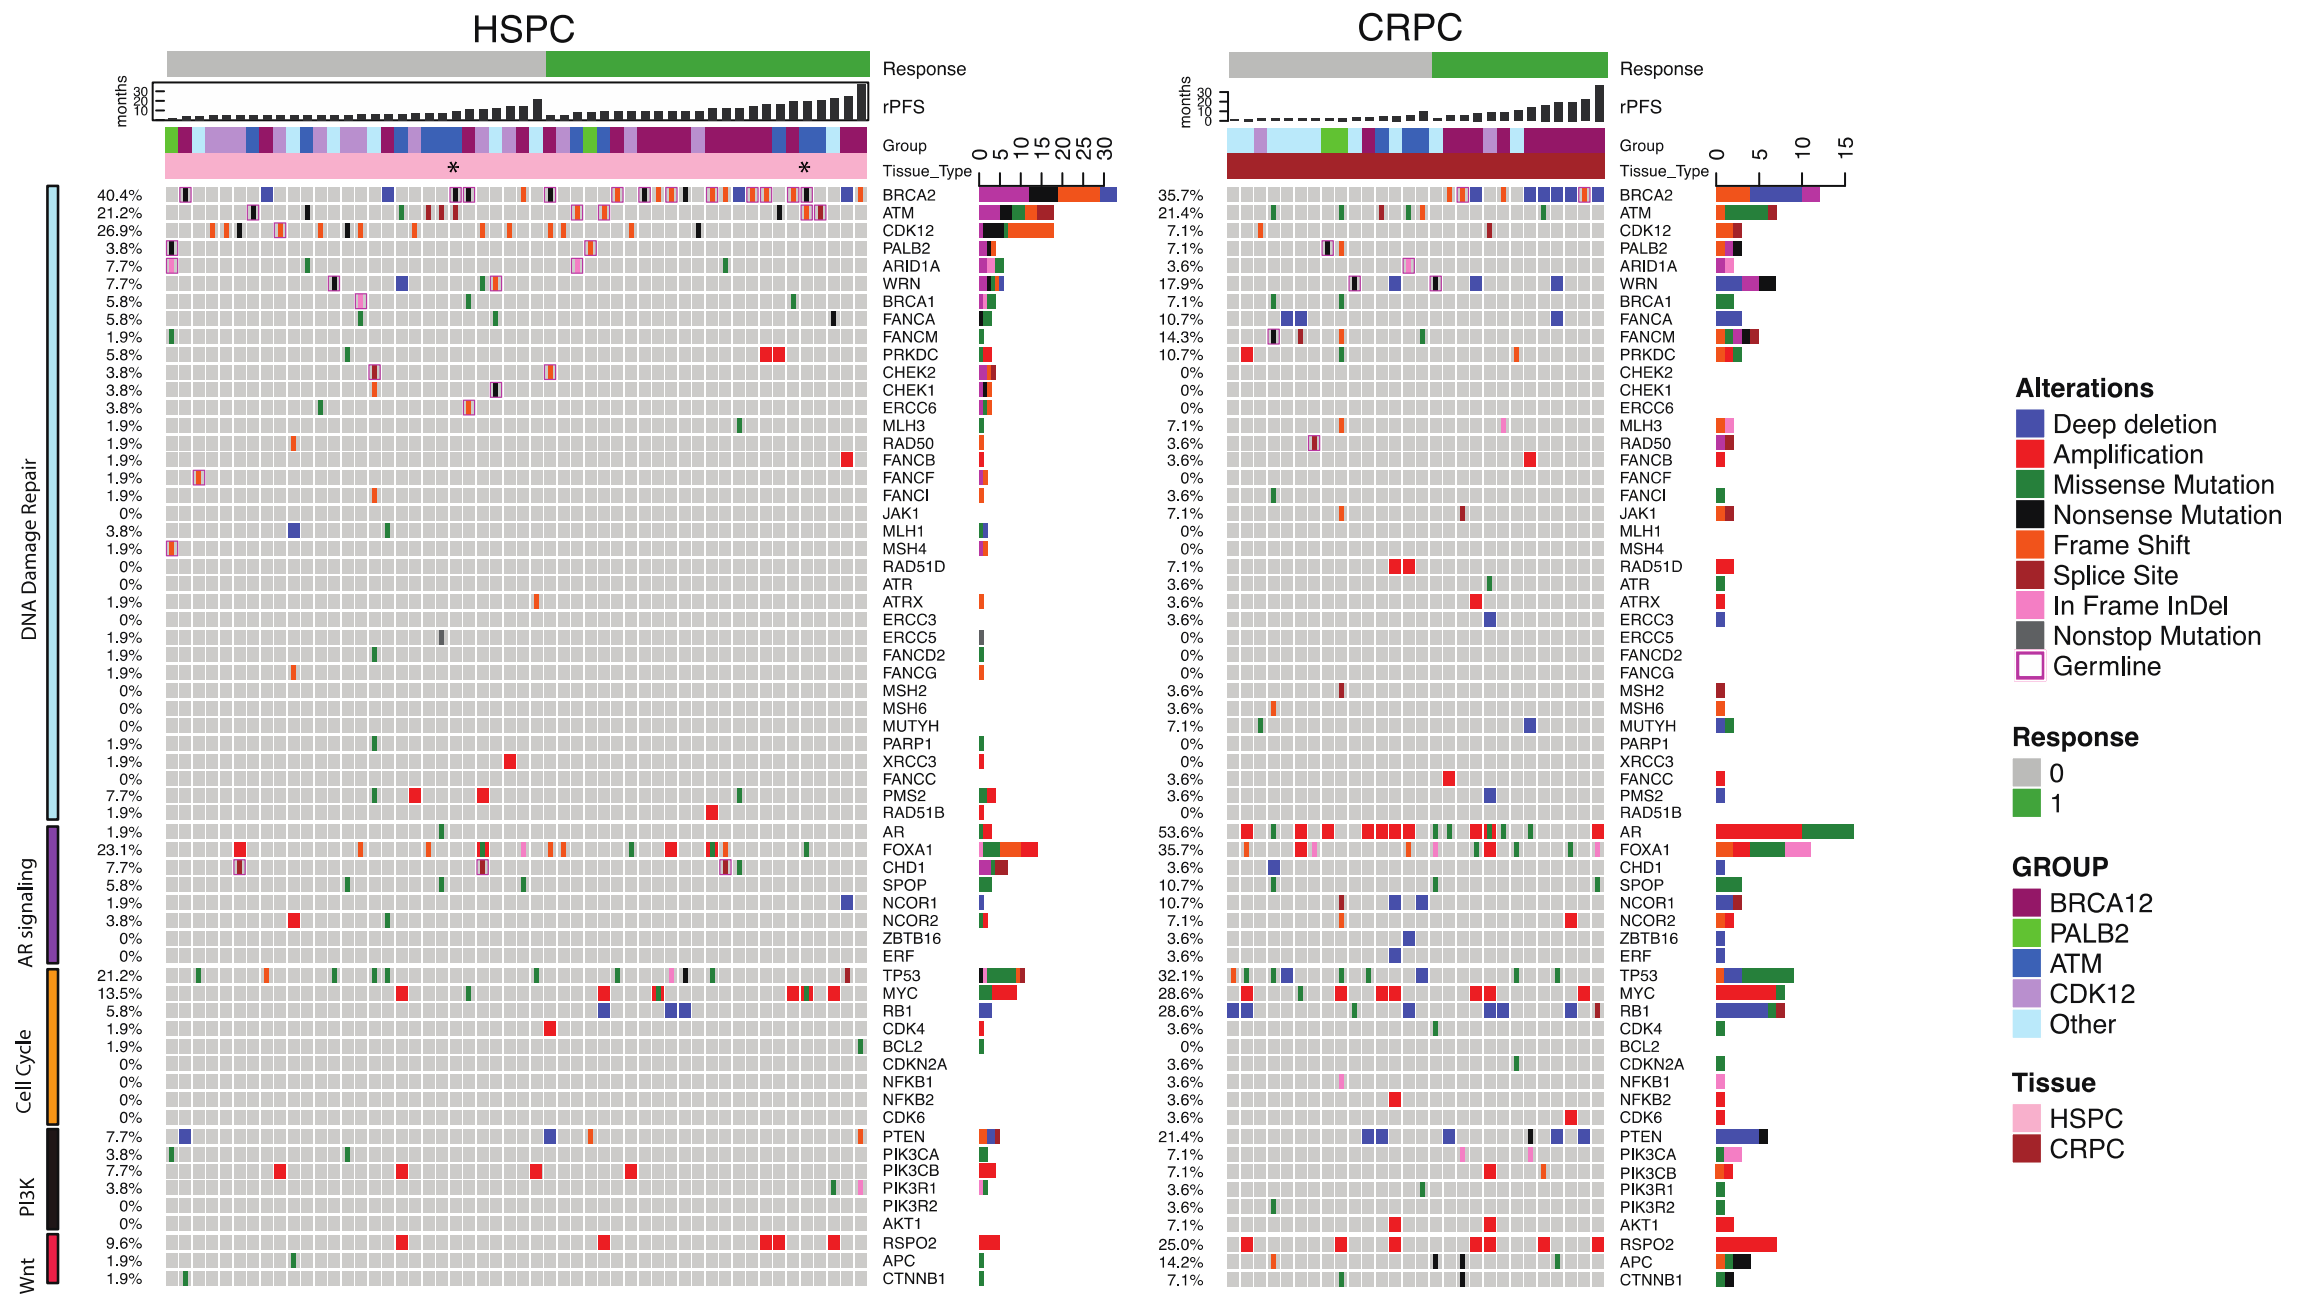 HSPC
CRPC
Response
Response
months
30
20
10
rPFS
months
30
20
10
0
rPFS
Group
0 5 10 15 20 25 30
Group
0 5 10 15
Tissue_Type
Tissue_Type
* *
DNA Damage Repair
40.4% BRCA2 35.7% BRCA2
21.2% ATM 21.4% ATM
26.9% CDK12 7.1% CDK12
3.8% PALB2 7.1% PALB2
7.7% ARID1A 3.6% ARID1A
7.7% WRN 17.9% WRN
5.8% BRCA1 7.1% BRCA1
5.8% FANCA 10.7% FANCA
1.9% FANCM 14.3% FANCM
5.8% PRKDC 10.7% PRKDC
3.8% CHEK2 0% CHEK2
3.8% CHEK1 0% CHEK1
3.8% ERCC6 0% ERCC6
1.9% MLH3 7.1% MLH3
1.9% RAD50 3.6% RAD50
1.9% FANCB 3.6% FANCB
1.9% FANCF 0% FANCF
1.9% FANCI 3.6% FANCI
0% JAK1 7.1% JAK1
3.8% MLH1 0% MLH1
1.9% MSH4 0% MSH4
0% RAD51D 7.1% RAD51D
0% ATR 3.6% ATR
1.9% ATRX 3.6% ATRX
0% ERCC3 3.6% ERCC3
1.9% ERCC5 0% ERCC5
1.9% FANCD2 0% FANCD2
1.9% FANCG 0% FANCG
0% MSH2 3.6% MSH2
0% MSH6 3.6% MSH6
0% MUTYH 7.1% MUTYH
1.9% PARP1 0% PARP1
1.9% XRCC3 0% XRCC3
0% FANCC 3.6% FANCC
7.7% PMS2 3.6% PMS2
1.9% RAD51B 0% RAD51B
AR signaling
1.9% AR 53.6% AR
23.1% FOXA1 35.7% FOXA1
7.7% CHD1 3.6% CHD1
5.8% SPOP 10.7% SPOP
1.9% NCOR1 10.7% NCOR1
3.8% NCOR2 7.1% NCOR2
0% ZBTB16 3.6% ZBTB16
0% ERF 3.6% ERF
Cell Cycle
21.2% TP53 32.1% TP53
13.5% MYC 28.6% MYC
5.8% RB1 28.6% RB1
1.9% CDK4 3.6% CDK4
1.9% BCL2 0% BCL2
0% CDKN2A 3.6% CDKN2A
0% NFKB1 3.6% NFKB1
0% NFKB2 3.6% NFKB2
0% CDK6 3.6% CDK6
PI3K
7.7% PTEN 21.4% PTEN
3.8% PIK3CA 7.1% PIK3CA
7.7% PIK3CB 7.1% PIK3CB
3.8% PIK3R1 3.6% PIK3R1
0% PIK3R2 3.6% PIK3R2
0% AKT1 7.1% AKT1
Wnt
9.6% RSPO2 25.0% RSPO2
1.9% APC 14.2% APC
1.9% CTNNB1 7.1% CTNNB1
Alterations
Deep deletion
Amplification
Missense Mutation
Nonsense Mutation
Frame Shift
Splice Site
In Frame InDel
Nonstop Mutation
Germline
Response
0
1
GROUP
BRCA12
PALB2
ATM
CDK12
Other
Tissue
HSPC
CRPC